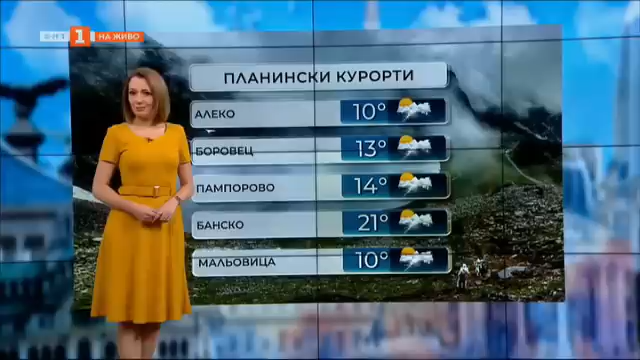 БНТ 1 НА ЖИВО
ПЛАНИНСКИ КУРОРТИ
АЛЕКО 10°
БОРОВЕЦ 13°
ПАМПОРОВО 14°
БАНСКО 21°
МАЛЬОВИЦА 10°